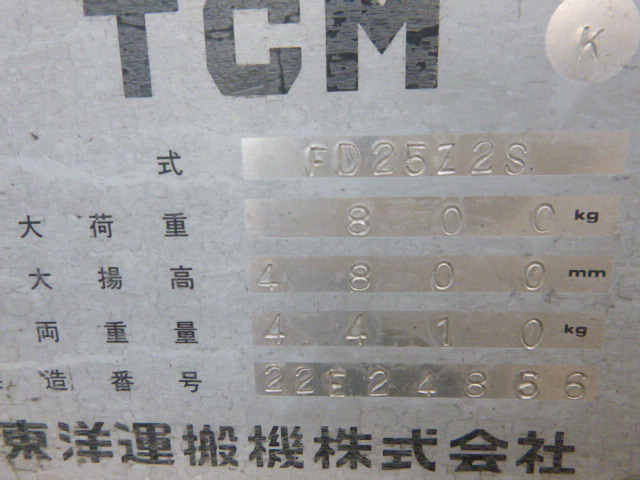 TCM K
式 FD25Z2S
大荷重 800 kg
大揚高 4800 mm
両重量 4410 kg
造番号 22E24856
東洋運搬機株式会社